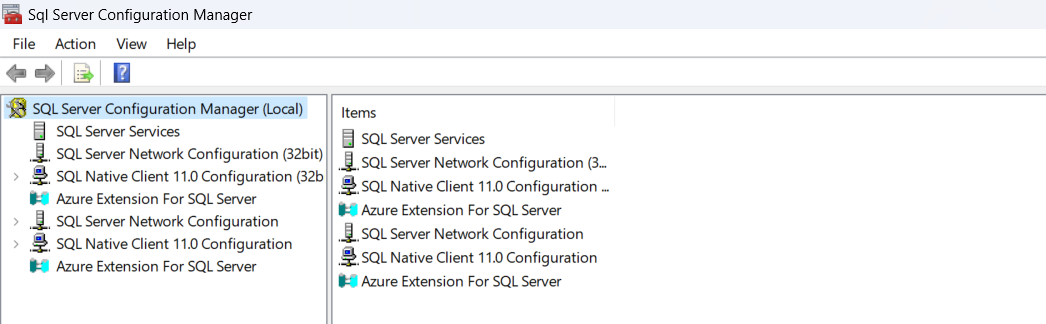 Sql Server Configuration Manager
File Action View Help
SQL Server Configuration Manager (Local)
SQL Server Services
SQL Server Network Configuration (32bit)
SQL Native Client 11.0 Configuration (32b
Azure Extension For SQL Server
SQL Server Network Configuration
SQL Native Client 11.0 Configuration
Azure Extension For SQL Server
Items
SQL Server Services
SQL Server Network Configuration (3...
SQL Native Client 11.0 Configuration ...
Azure Extension For SQL Server
SQL Server Network Configuration
SQL Native Client 11.0 Configuration
Azure Extension For SQL Server